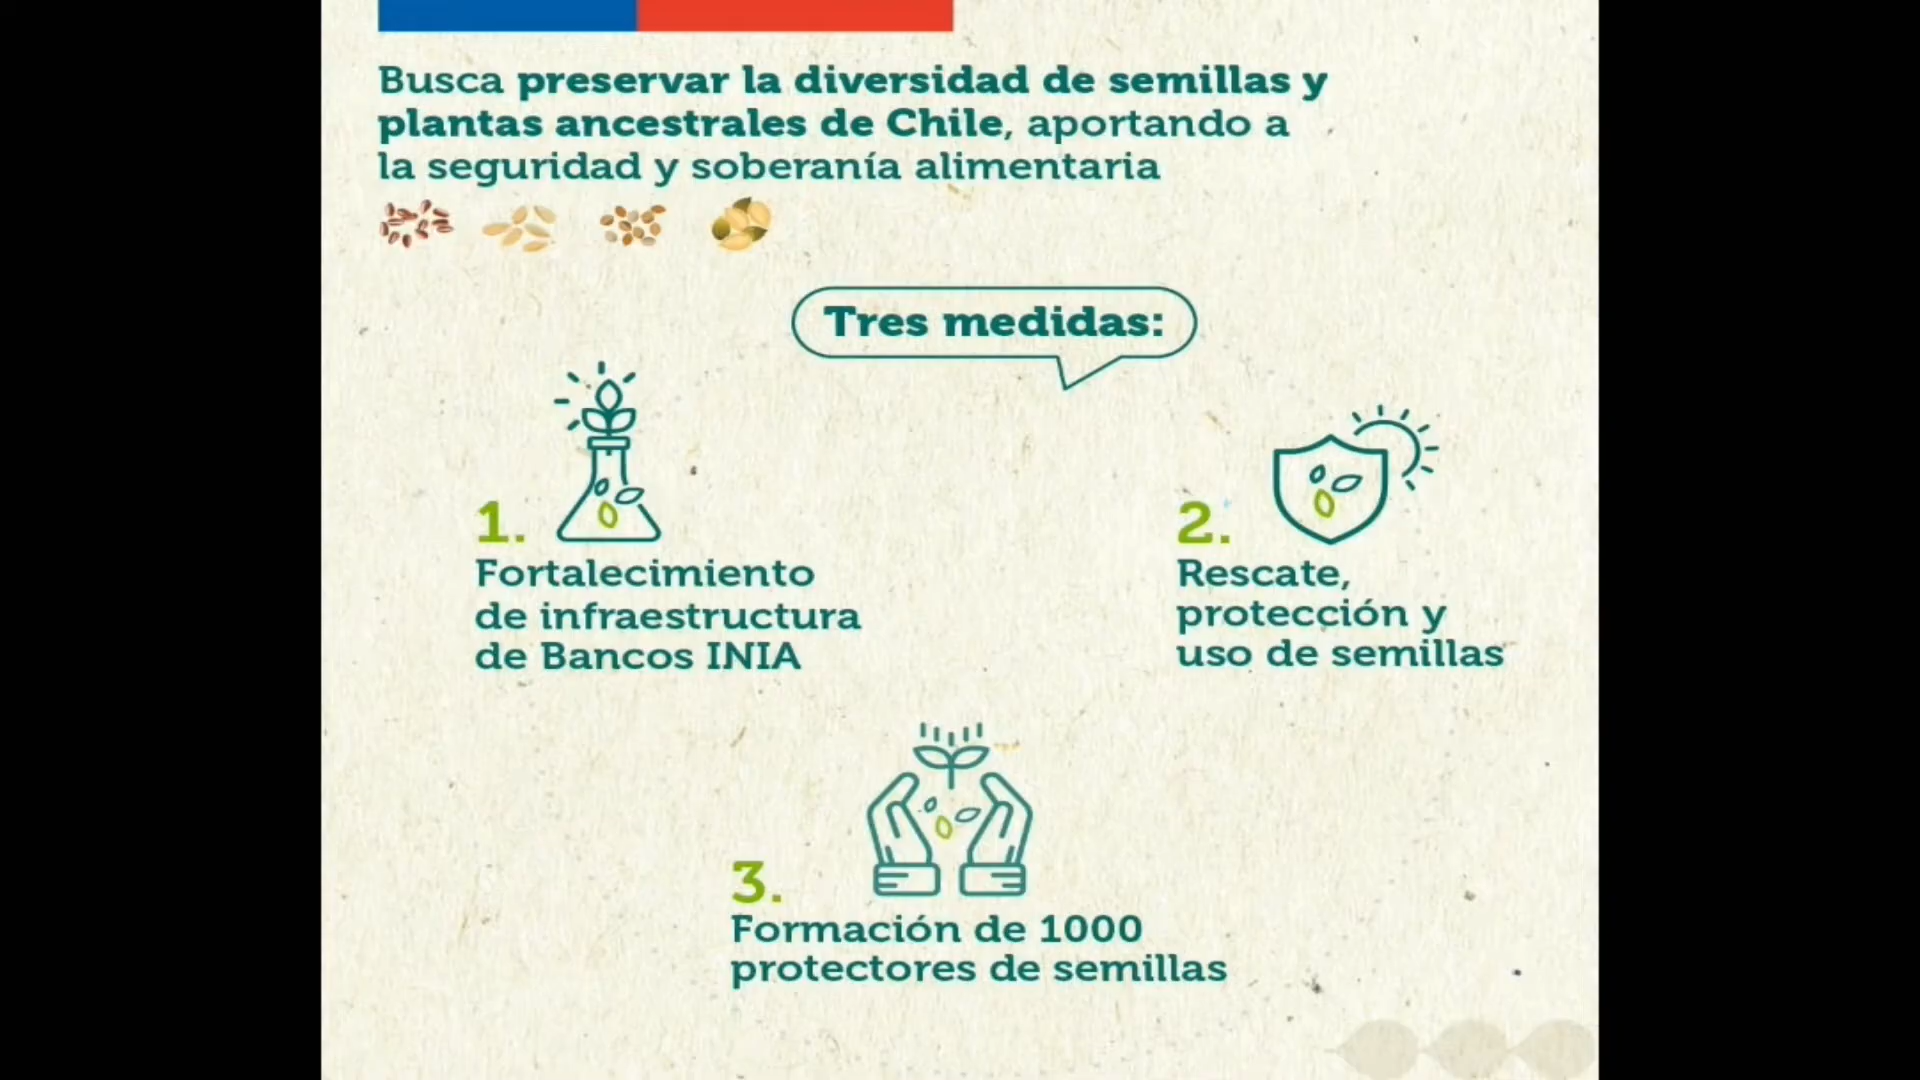 Busca preservar la diversidad de semillas y
plantas ancestrales de Chile, aportando a
la seguridad y soberanía alimentaria
Tres medidas:
1.
Fortalecimiento
de infraestructura
de Bancos INIA
2.
Rescate,
protección y
uso de semillas
3.
Formación de 1000
protectores de semillas